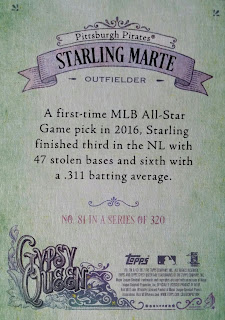 Pittsburgh Pirates®
STARLING MARTE
OUTFIELDER
A first-time MLB All-Star
Game pick in 2016, Starling
finished third in the NL with
47 stolen bases and sixth with
a .311 batting average.
NO. 81 IN A SERIES OF 320
GYPSY
QUEEN
Topps